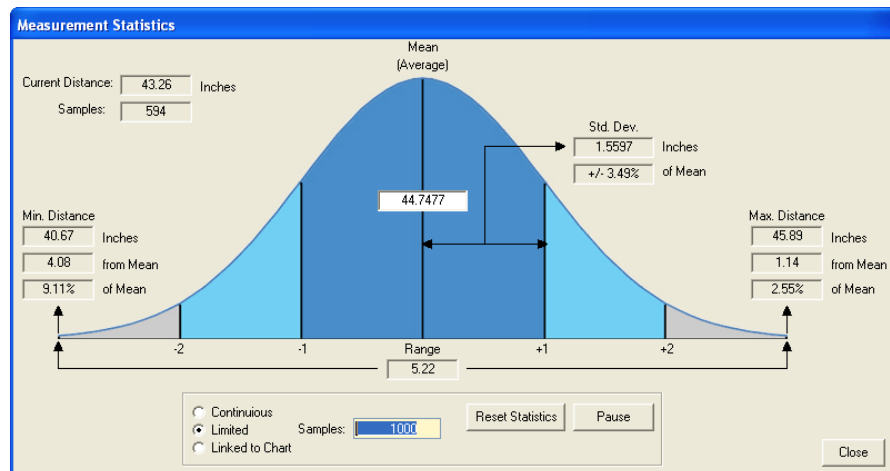 Measurement Statistics
Mean
(Average)
Current Distance: 43.26 Inches
Samples: 594
Std. Dev.
1.5597 Inches
+/- 3.49% of Mean
44.7477
Min. Distance
40.67 Inches
4.08 from Mean
9.11% of Mean
Max. Distance
45.89 Inches
1.14 from Mean
2.55% of Mean
-2 -1 Range +1 +2
5.22
Continuious
Limited
Linked to Chart
Samples: 1000
Reset Statistics
Pause
Close